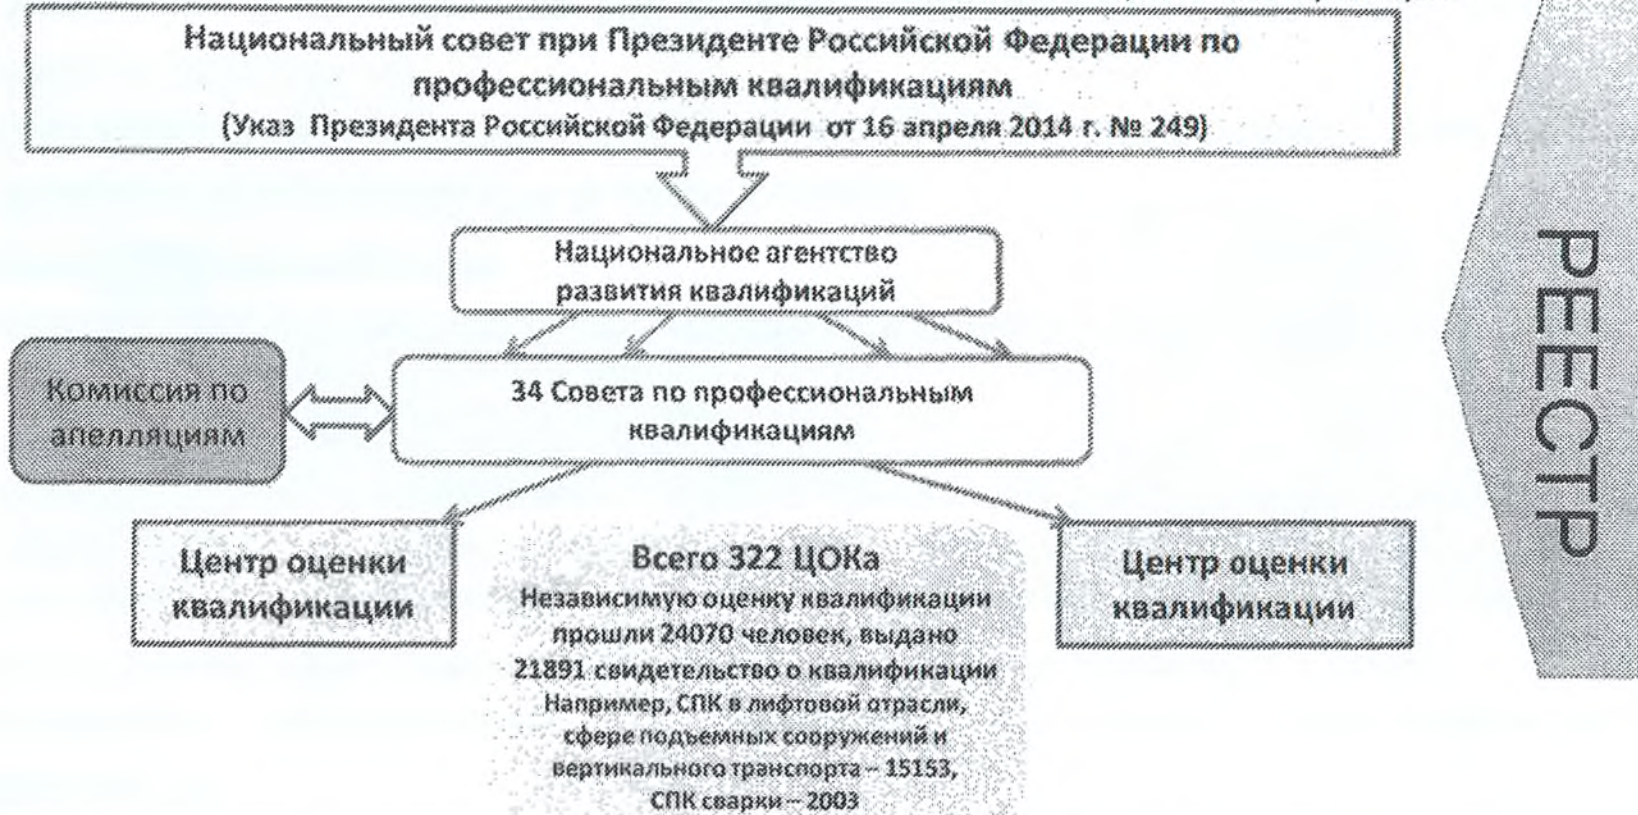 Национальный совет при Президенте Российской Федерации по
профессиональным квалификациям
(Указ Президента Российской Федерации от 16 апреля 2014 г. № 249)
Национальное агентство
развития квалификаций
Комиссия по
апелляциям
34 Совета по профессиональным
квалификациям
Центр оценки
квалификации
Всего 322 ЦОКа
Независимую оценку квалификации
прошли 24070 человек, выдано
21891 свидетельство о квалификации
Например, СПК в лифтовой отрасли,
сфере подъемных сооружений и
вертикального транспорта – 15153,
СПК сварки – 2003
Центр оценки
квалификации
РЕЕСТР